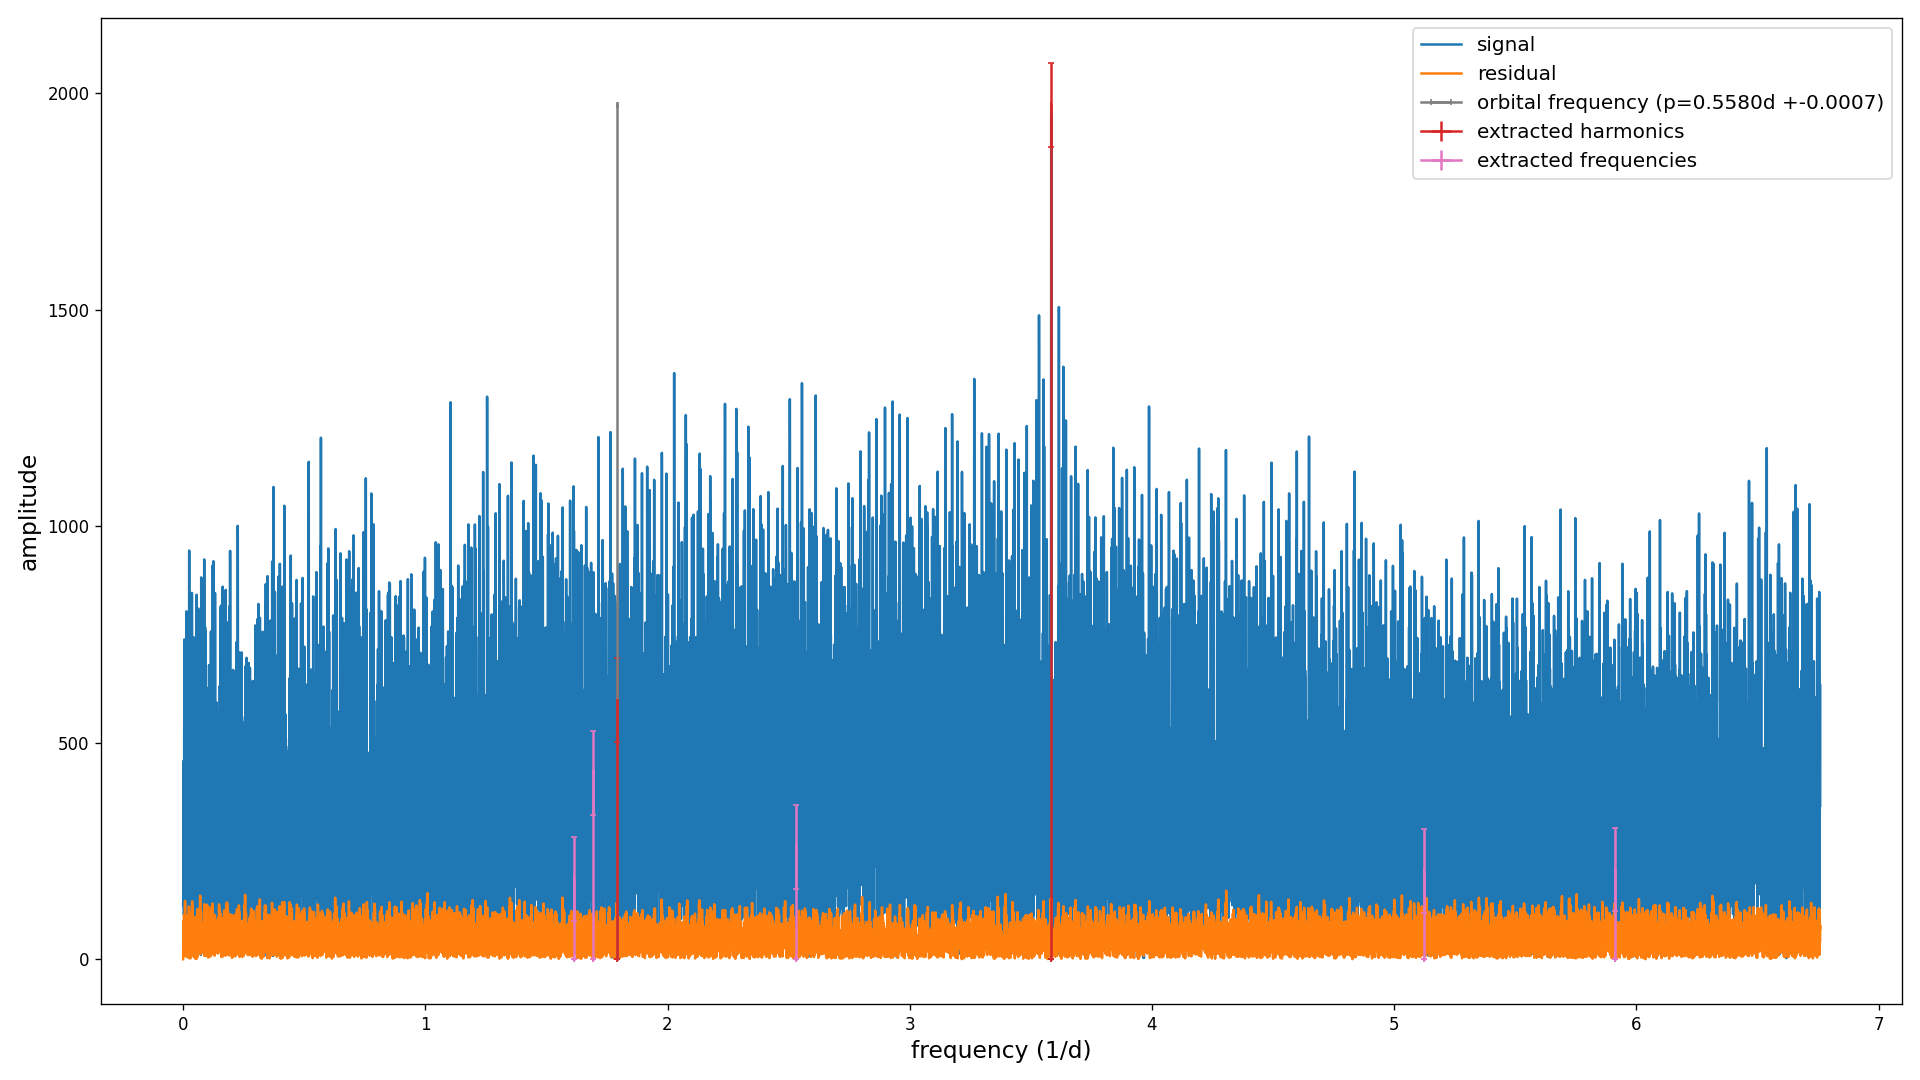 signal
residual
orbital frequency (p=0.5580d +-0.0007)
extracted harmonics
extracted frequencies
2000
1500
1000
500
0
amplitude
0 1 2 3 4 5 6 7
frequency (1/d)